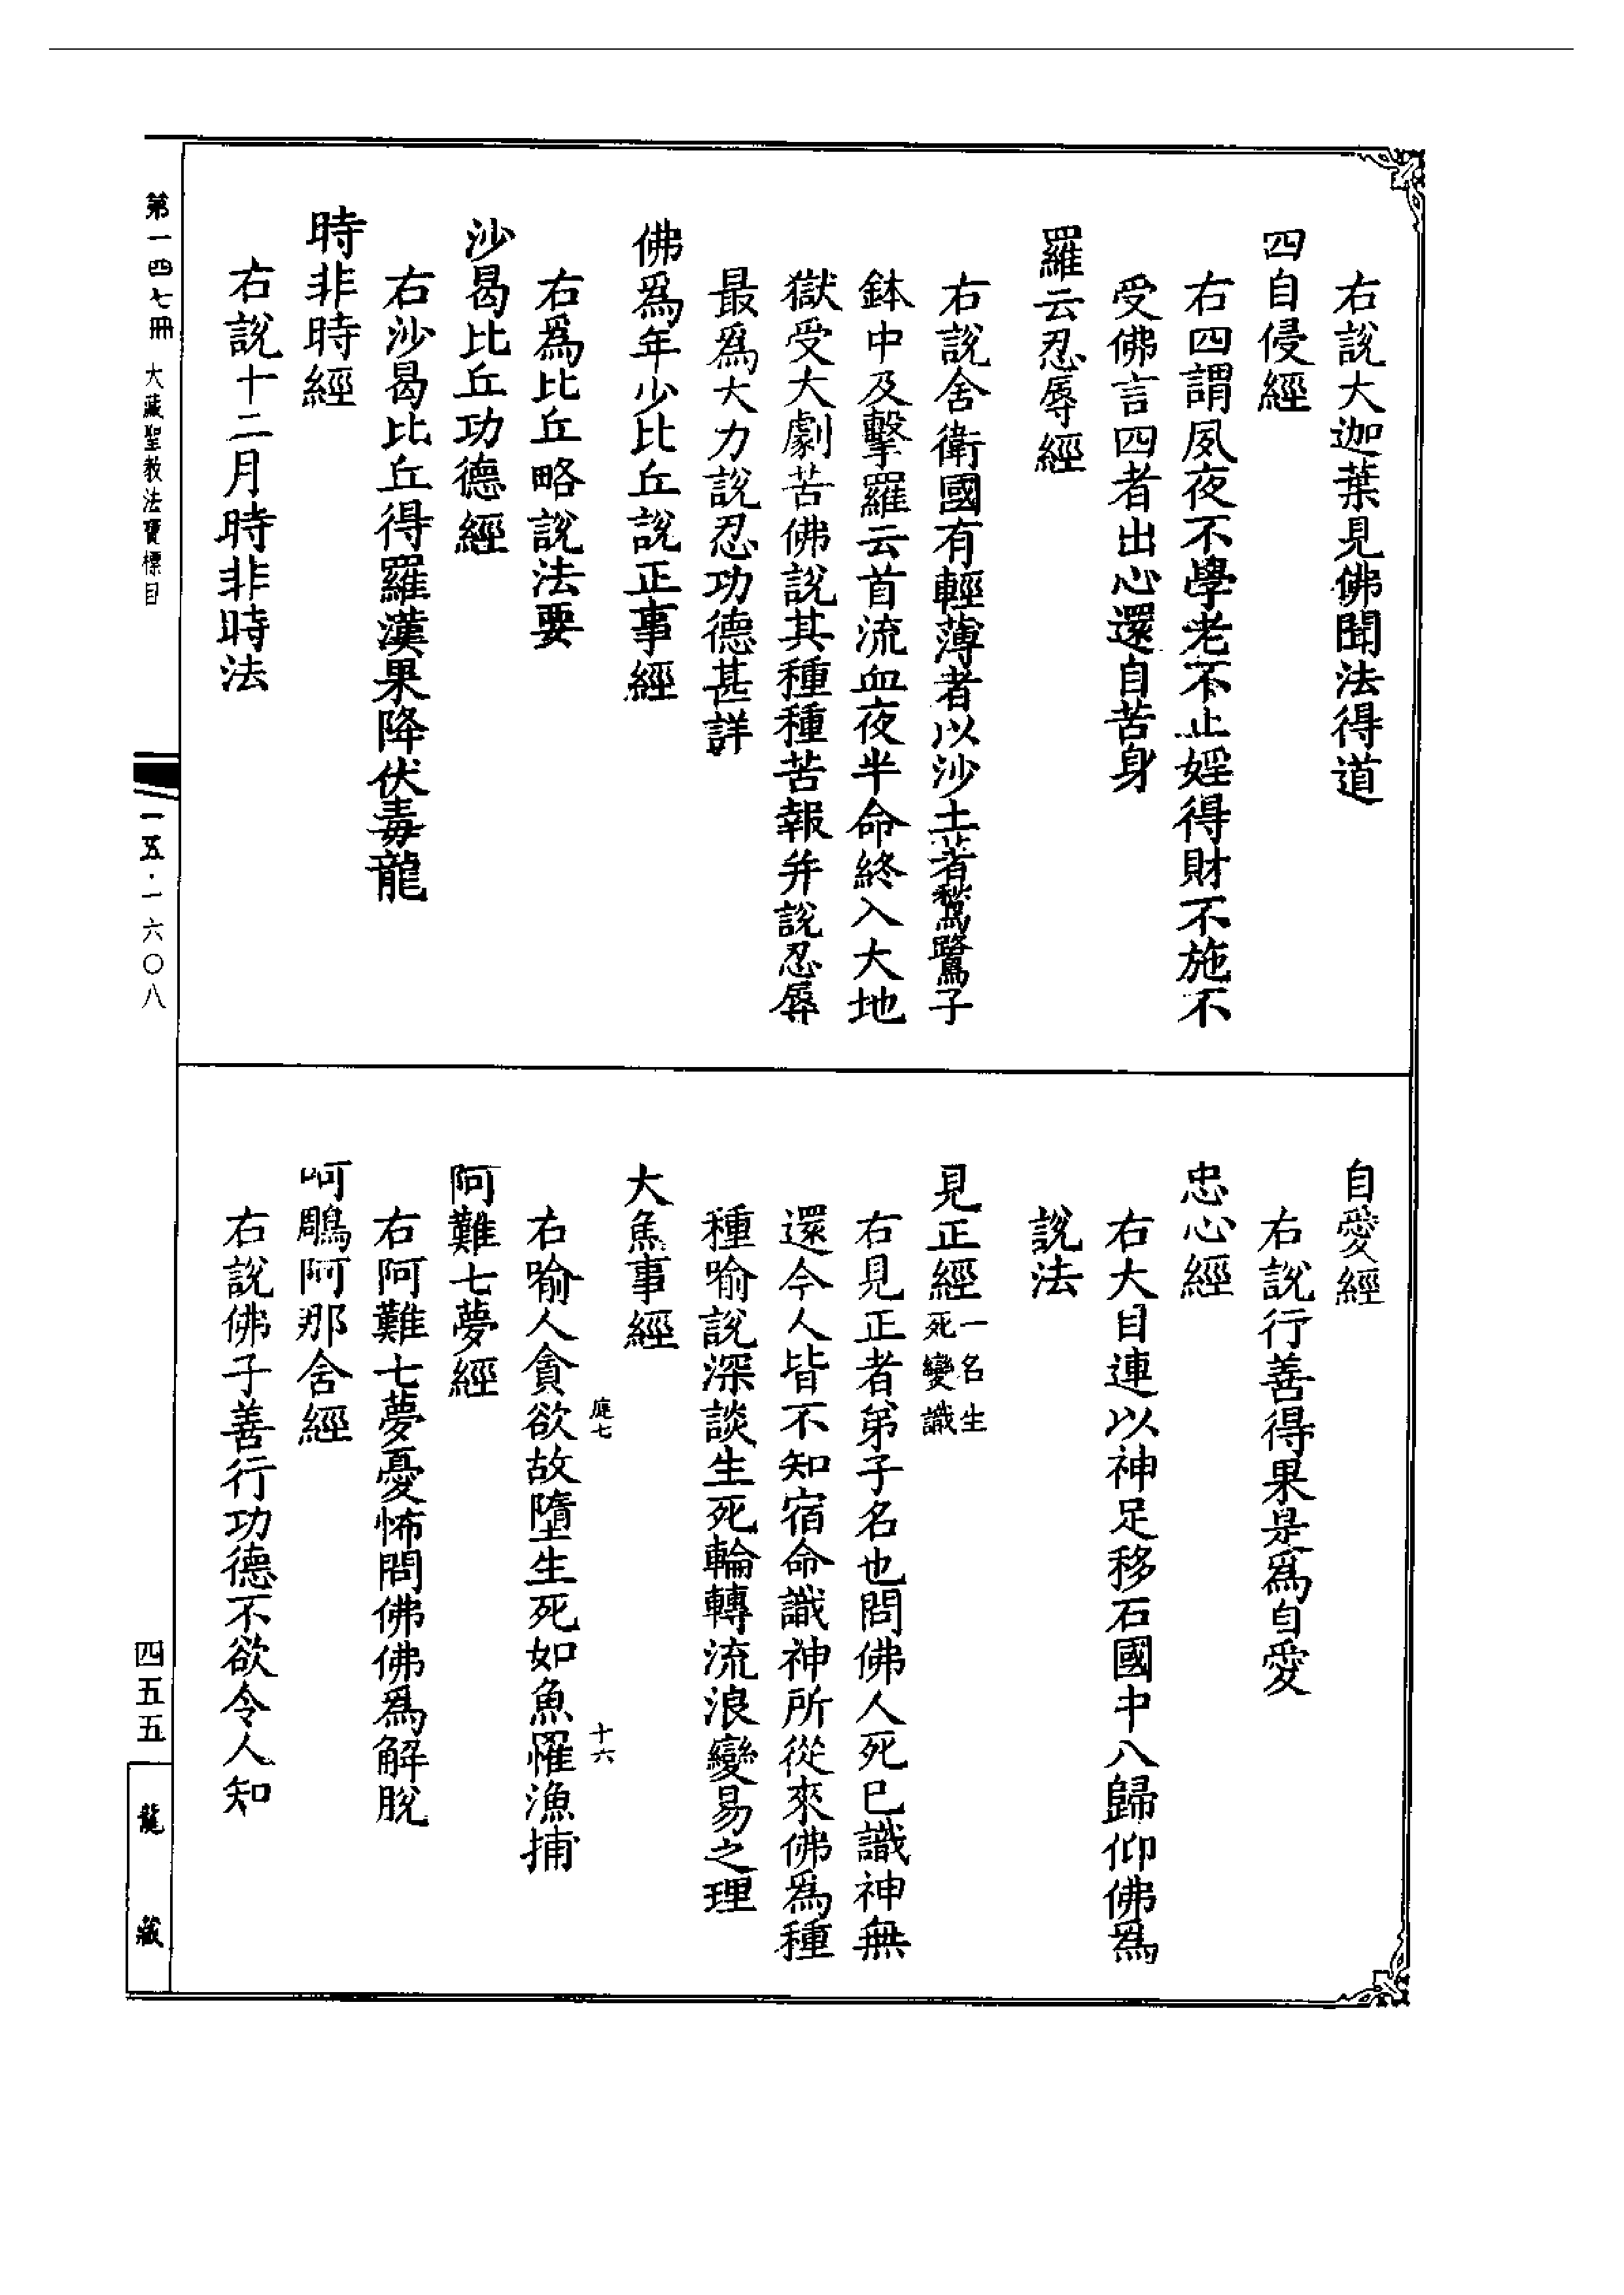 右說大迦葉見佛聞法得道
四自侵經
右四謂夙夜不學老不止婬得財不施不
受佛言四者出心還自苦身
羅云忍辱經
右說舍衛國有輕薄者以沙土著鶖鷺子
鉢中及擊羅云首流血夜半命終入大地
獄受大劇苦佛說其種種苦報并說忍辱
最爲大力說忍功德甚詳
佛爲年少比丘說正事經
右爲比丘略說法要
沙曷比丘功德經
右沙曷比丘得羅漢果降伏毒龍
時非時經
右說十二月時非時法
自愛經
右說行善得果是爲自愛
忠心經
右大目連以神足移石國中人歸仰佛爲
說法
見正經一名生死變識
右見正者弟子名也問佛人死已識神無
還今人皆不知宿命識神所從來佛爲種
種喻說深談生死輪轉流浪變易之理
大魚事經
庭七 十六
右喻人貪欲故墮生死如魚罹漁捕
阿難七夢經
右阿難七夢憂怖問佛佛爲解脫
呵鵰阿那含經
右說佛子善行功德不欲令人知
第一四七冊 大藏聖教法寶標目
一五·一六〇八
四五五
龍藏